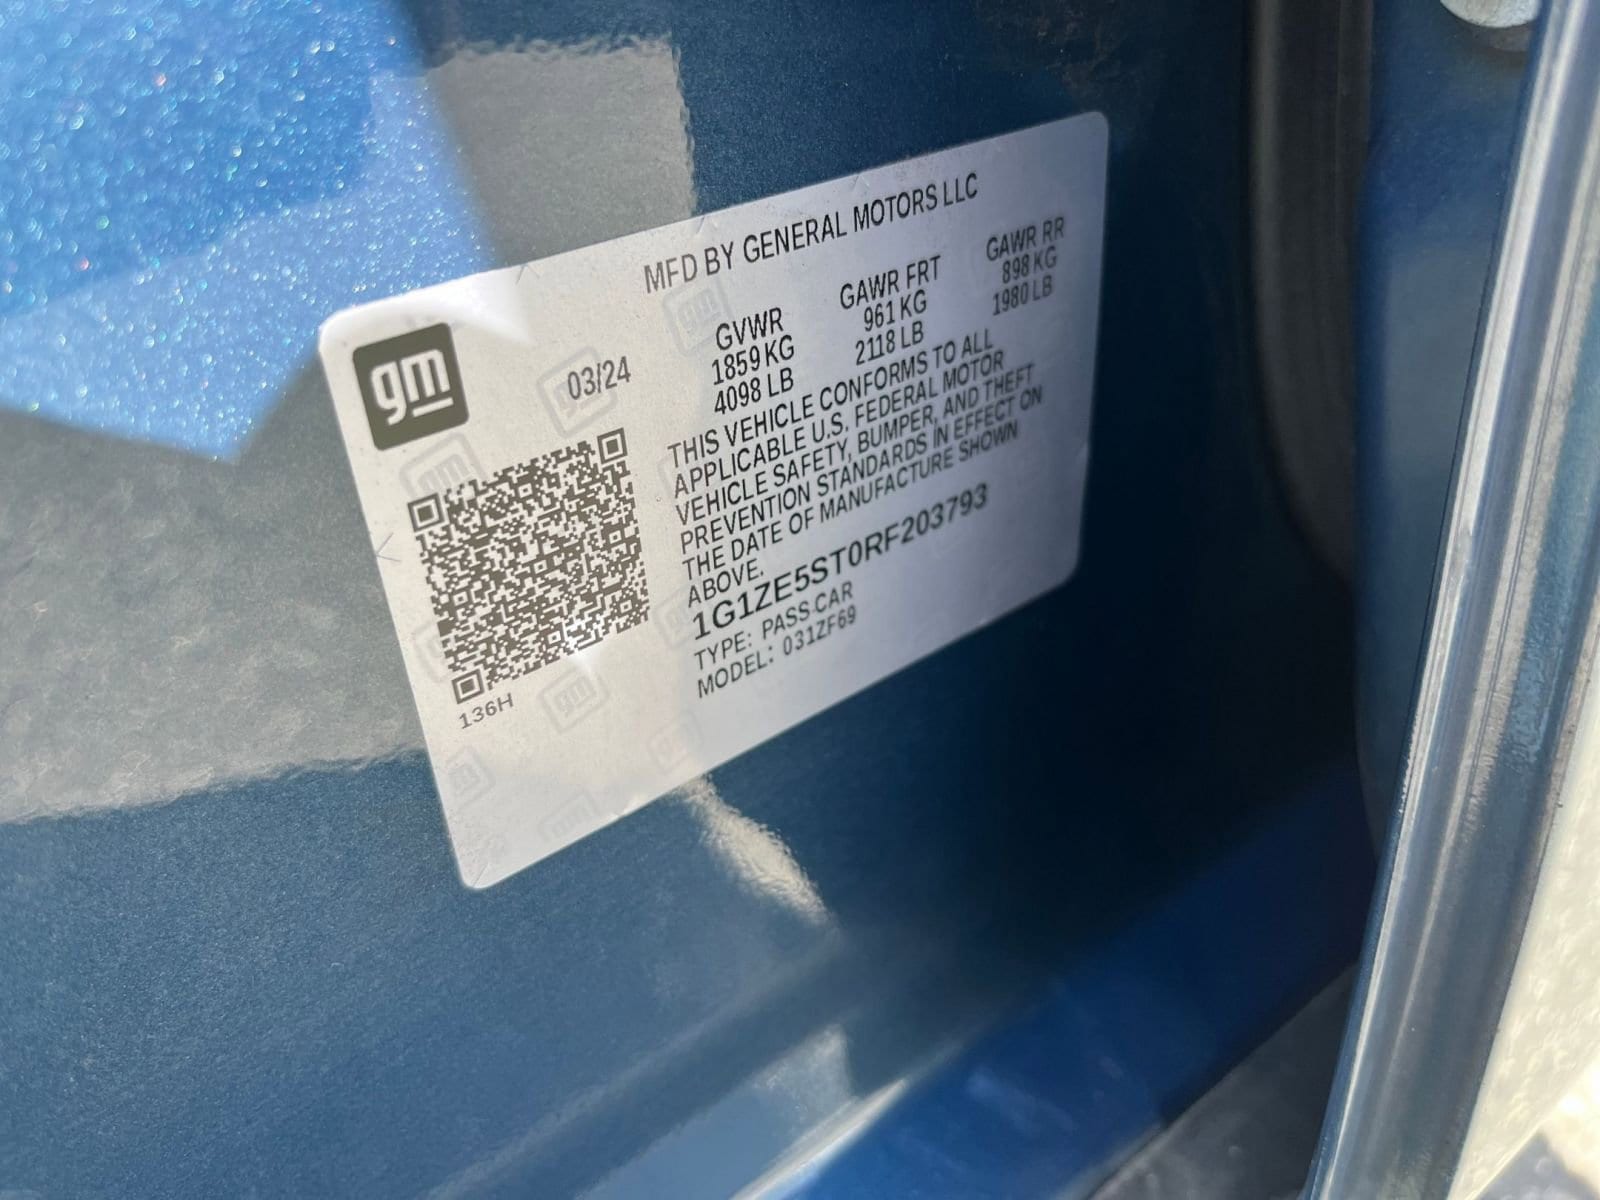 MFD BY GENERAL MOTORS LLC
gm
03/24
GVWR
1859 KG
4098 LB
GAWR FRT
961 KG
2118 LB
GAWR RR
898 KG
1980 LB
THIS VEHICLE CONFORMS TO ALL
APPLICABLE U.S. FEDERAL MOTOR
VEHICLE SAFETY, BUMPER, AND THEFT
PREVENTION STANDARDS IN EFFECT ON
THE DATE OF MANUFACTURE SHOWN
ABOVE.
1G1ZE5ST0RF203793
TYPE: PASS.CAR
MODEL: 031ZF69
136H